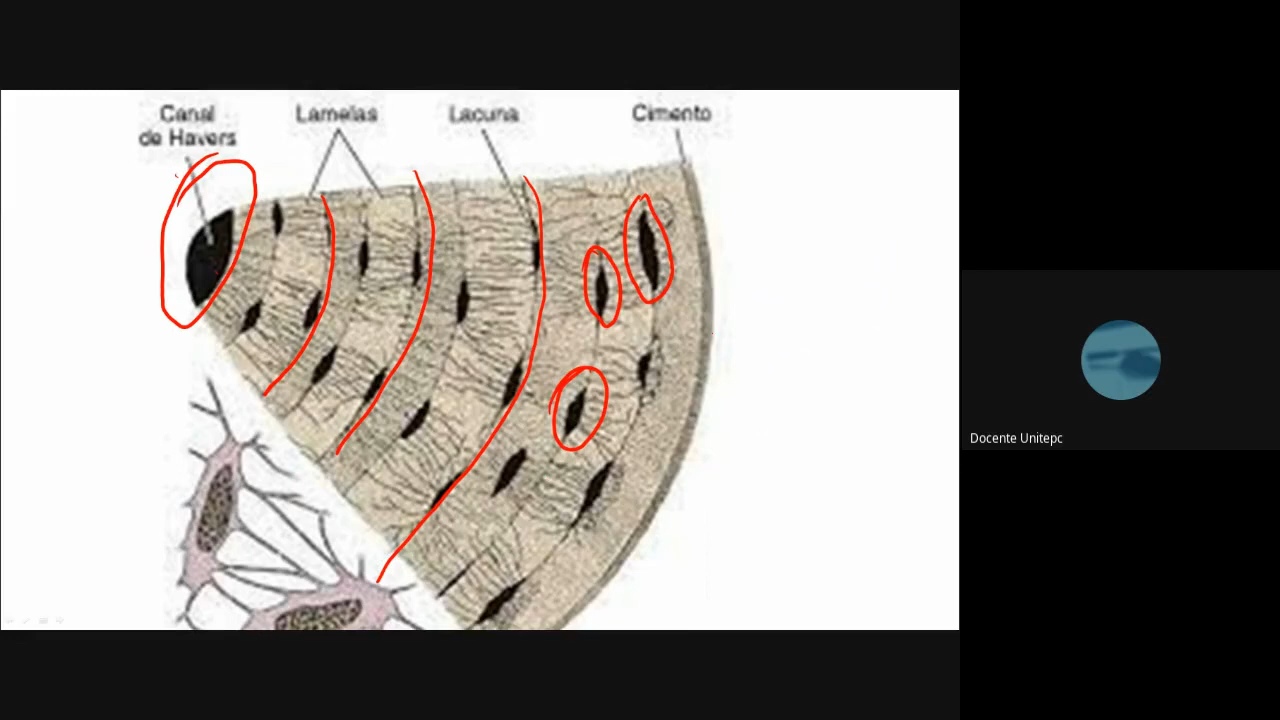 Canal
de Havers
Lamelas
Lacuna
Cimento
Docente Unitepc